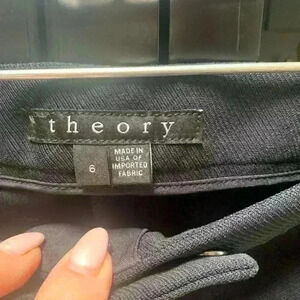 theory
6
MADE IN
USA OF
IMPORTED
FABRIC